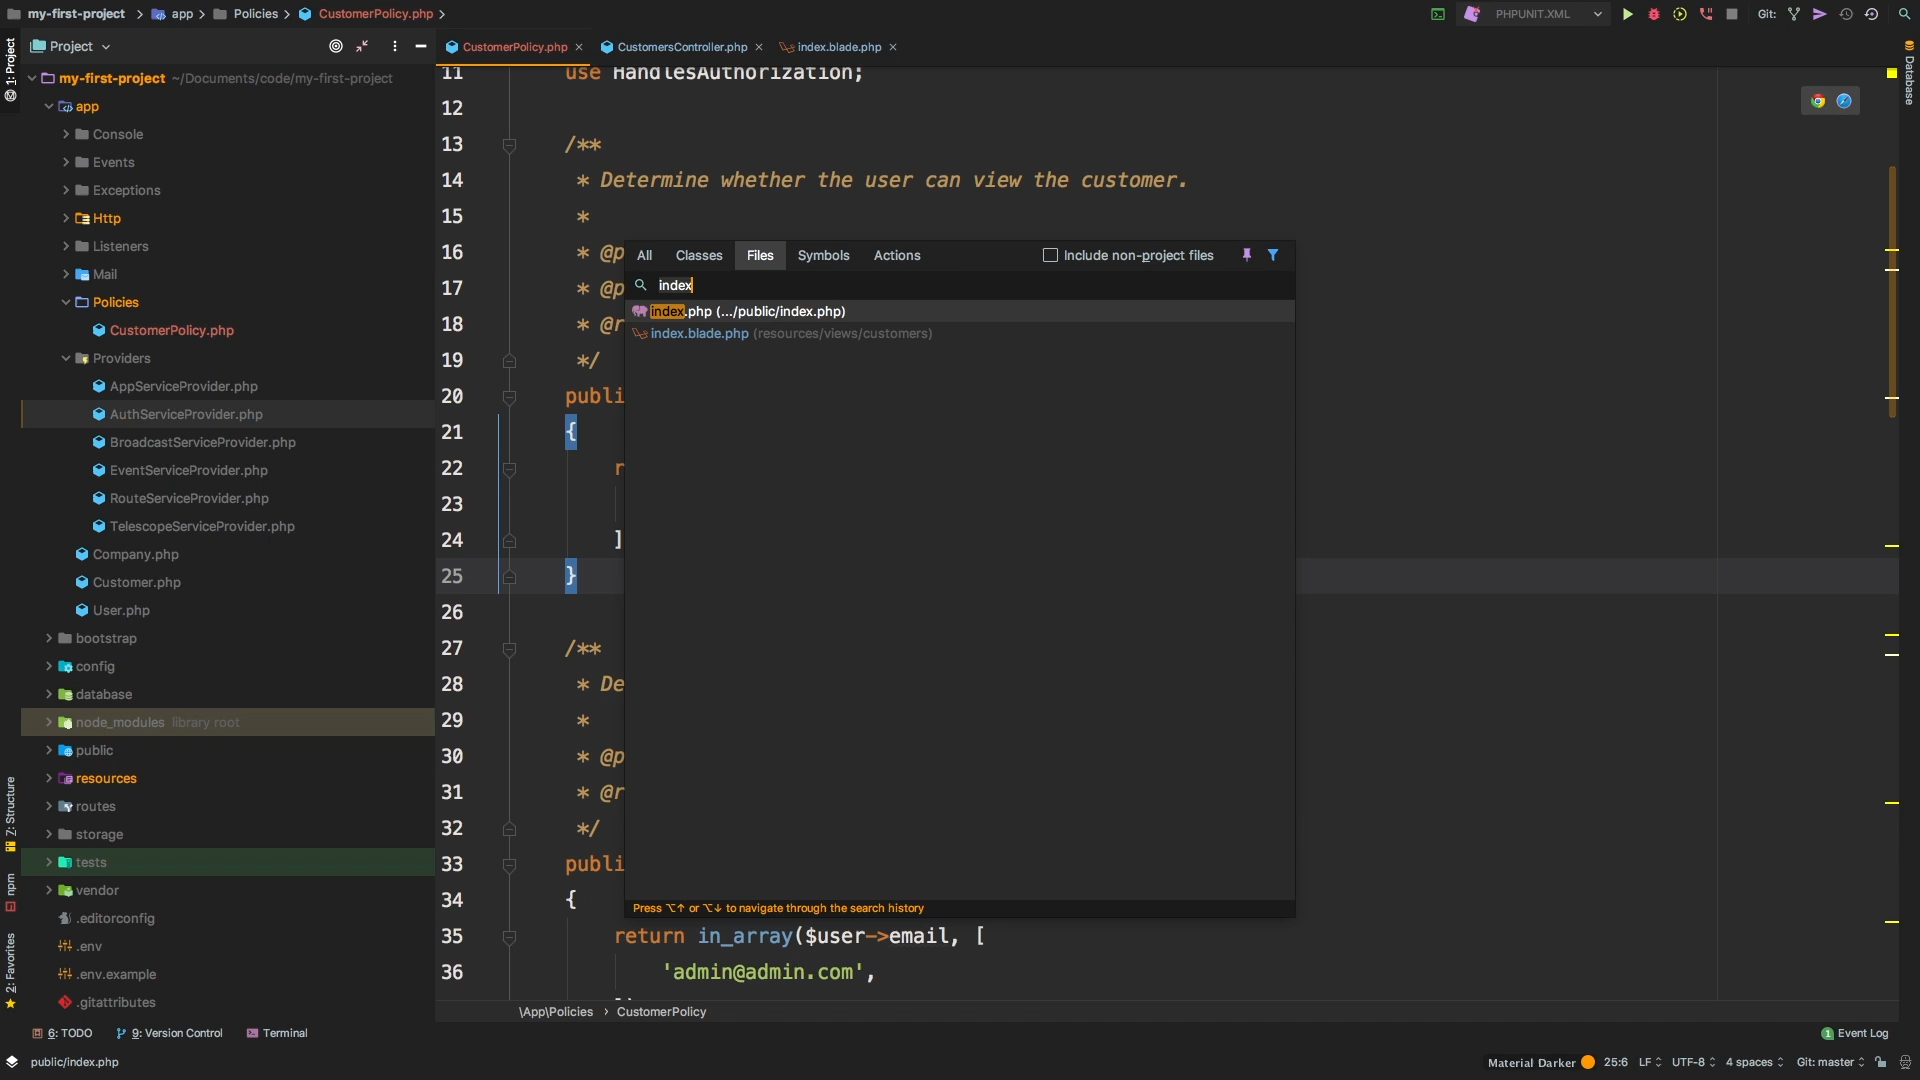 my-first-project
app
Policies
CustomerPolicy.php
PHPUNIT.XML
Git:
1: Project
Project
CustomerPolicy.php
CustomersController.php
index.blade.php
Database
my-first-project ~/Documents/code/my-first-project
app
Console
Events
Exceptions
Http
Listeners
Mail
Policies
CustomerPolicy.php
Providers
AppServiceProvider.php
AuthServiceProvider.php
BroadcastServiceProvider.php
EventServiceProvider.php
RouteServiceProvider.php
TelescopeServiceProvider.php
Company.php
Customer.php
User.php
bootstrap
config
database
node_modules library root
public
resources
routes
storage
tests
vendor
.editorconfig
.env
.env.example
.gitattributes
Z: Structure
npm
2: Favorites
11 use HandlesAuthorization;
12
13 /**
14 * Determine whether the user can view the customer.
15 *
16 * @p
17 * @p
18 * @r
19 */
20 publi
21 {
22 r
23
24 ]
25 }
26
27 /**
28 * De
29 *
30 * @p
31 * @r
32 */
33 publi
34 {
35 return in_array($user->email, [
36 'admin@admin.com',
All Classes Files Symbols Actions Include non-project files
index
index.php (.../public/index.php)
index.blade.php (resources/views/customers)
Press ⌥↑ or ⌥↓ to navigate through the search history
\App\Policies › CustomerPolicy
6: TODO
9: Version Control
Terminal
1 Event Log
public/index.php
Material Darker 25:6 LF UTF-8 4 spaces Git: master